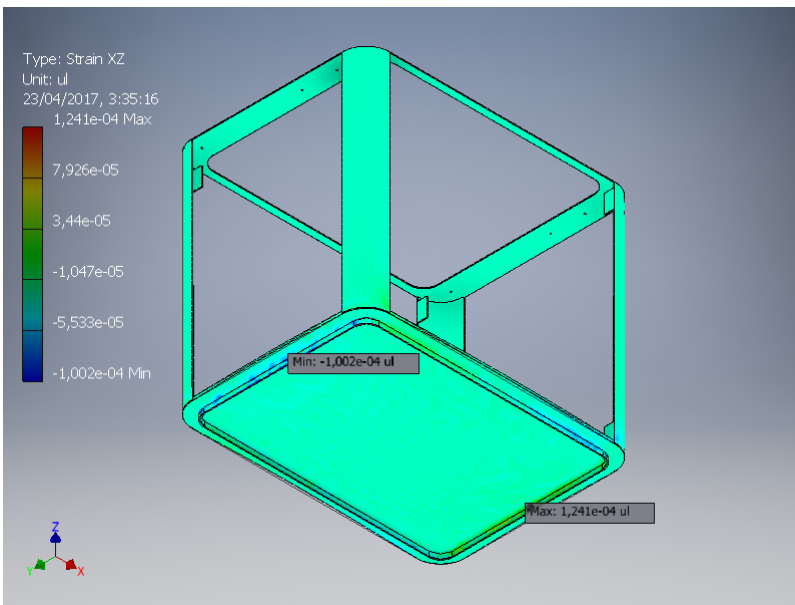 Type: Strain XZ
Unit: ul
23/04/2017, 3:35:16
1,241e-04 Max
7,926e-05
3,44e-05
-1,047e-05
-5,533e-05
-1,002e-04 Min
Min: -1,002e-04 ul
Max: 1,241e-04 ul
Z
Y
X